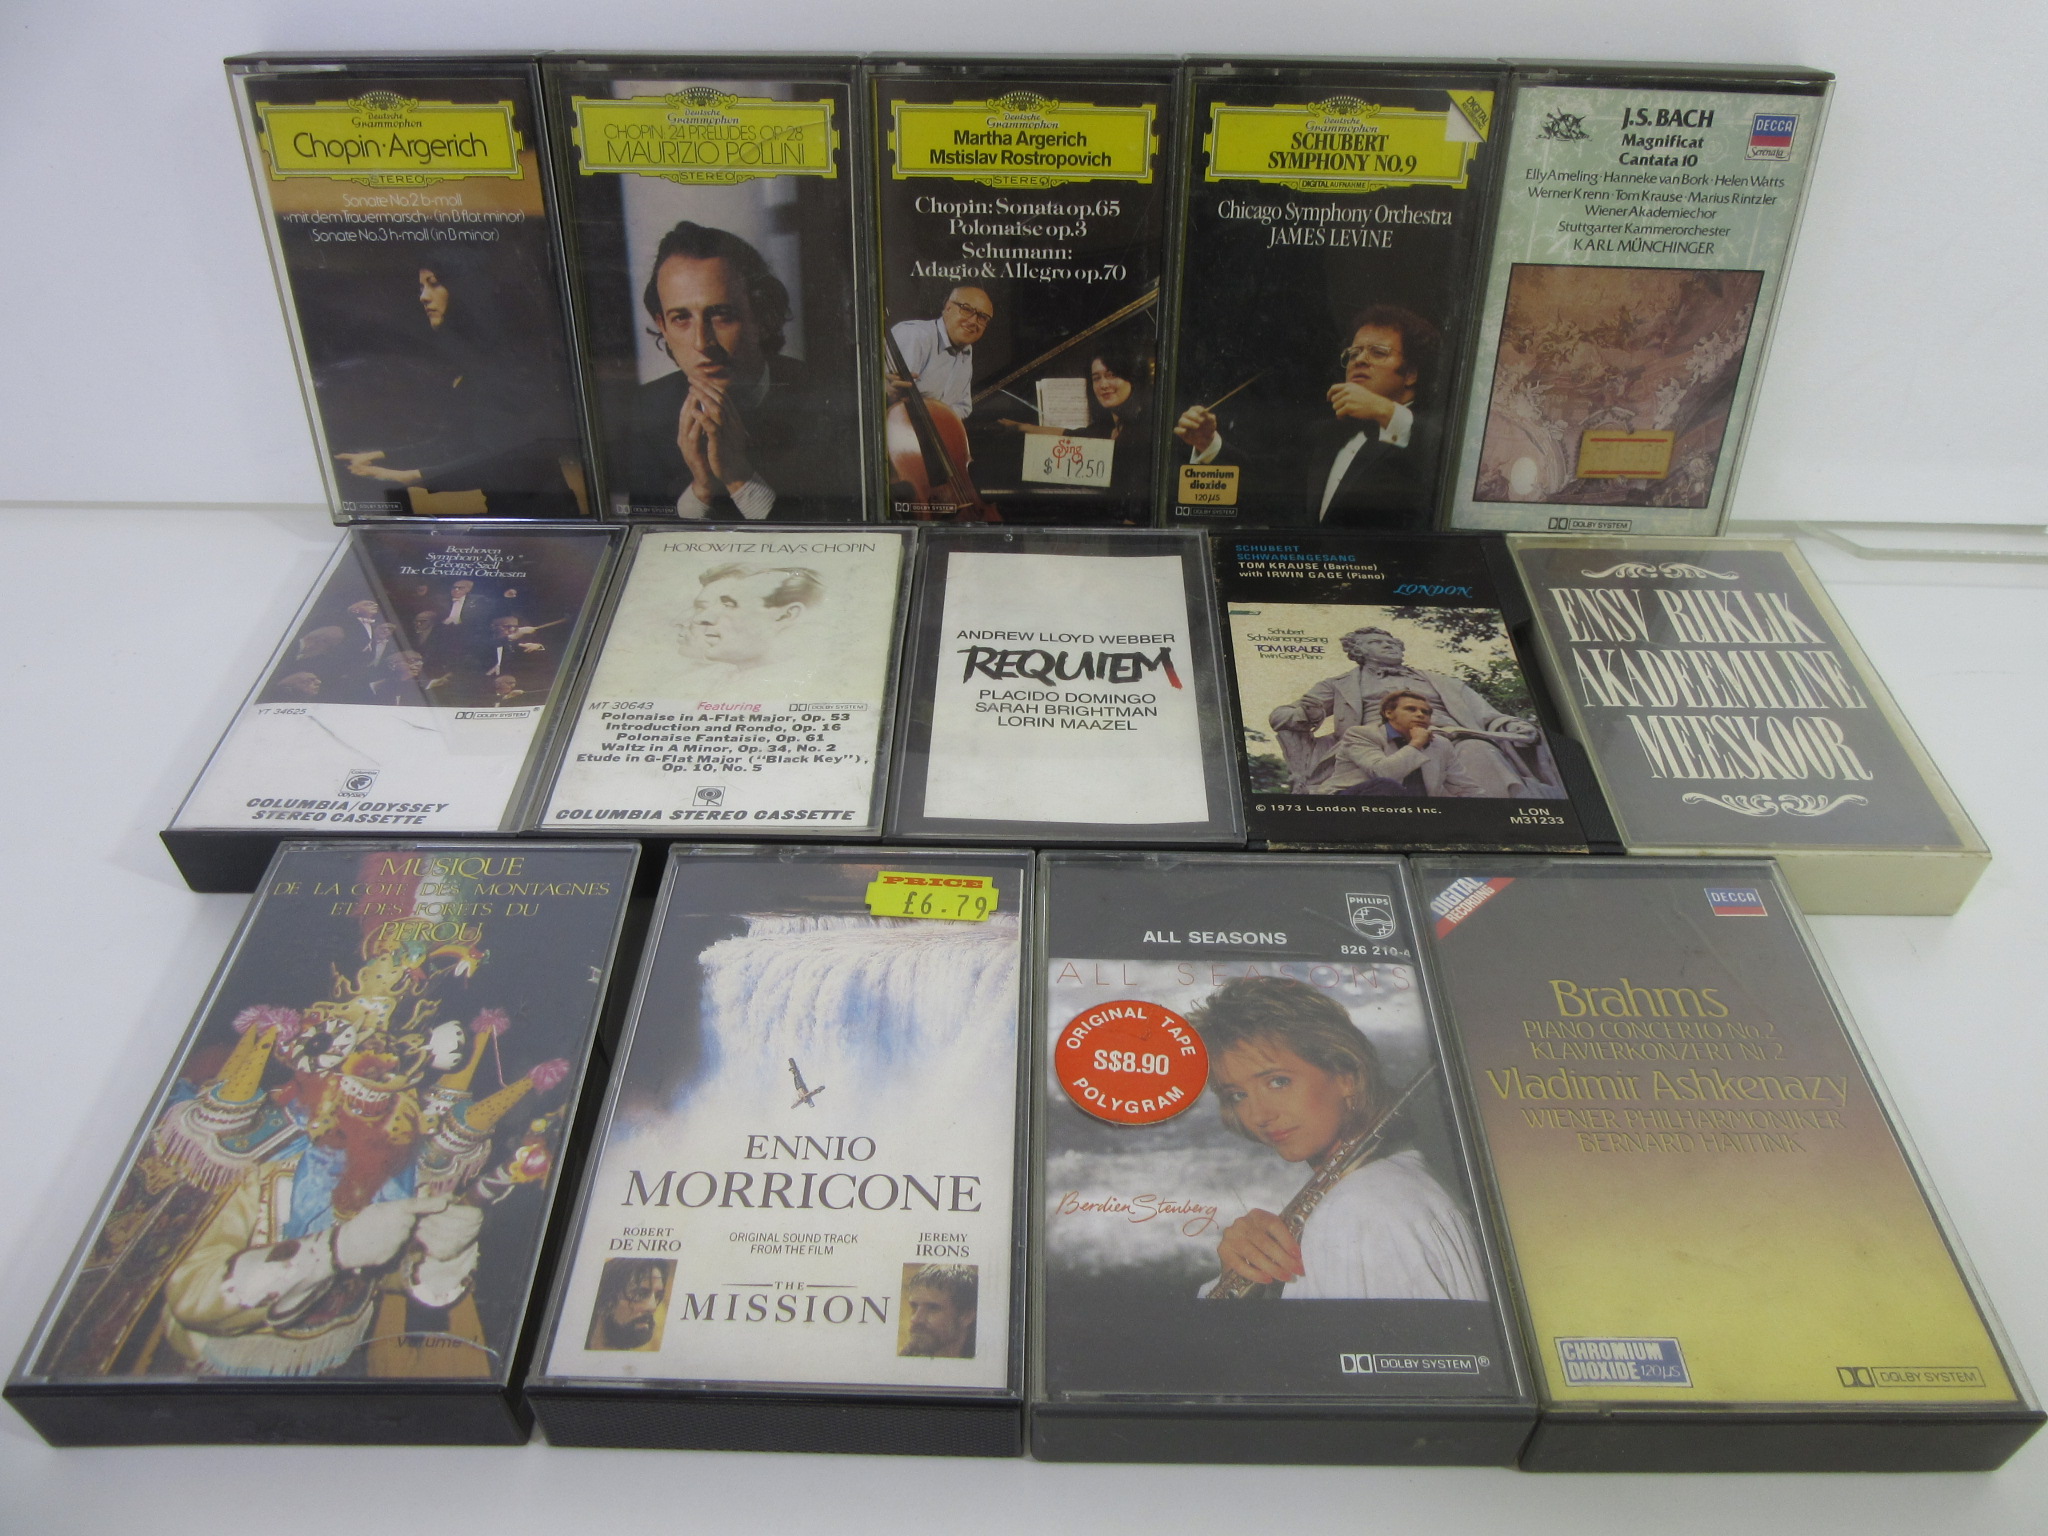 Deutsche
Grammophon
Chopin·Argerich
STEREO
Sonate No.2 b-moll
»mit dem Trauermarsch« (in B flat minor)
Sonate No.3 h-moll (in B minor)
DOLBY SYSTEM
Deutsche
Grammophon
CHOPIN: 24 PRELUDES OP. 28
MAURIZIO POLLINI
STEREO
DOLBY SYSTEM
Deutsche
Grammophon
Martha Argerich
Mstislav Rostropovich
STEREO
Chopin: Sonata op.65
Polonaise op.3
Schumann:
Adagio & Allegro op.70
Sing
$ 1250
DOLBY SYSTEM
DIGITAL
Deutsche
Grammophon
SCHUBERT
SYMPHONY NO.9
DIGITAL AUFNAHME
Chicago Symphony Orchestra
JAMES LEVINE
Chromium
dioxide
120 µS
DOLBY SYSTEM
J.S. BACH
Magnificat
Cantata 10
DECCA
Serenata
Elly Ameling · Hanneke van Bork · Helen Watts
Werner Krenn · Tom Krause · Marius Rintzler
Wiener Akademiechor
Stuttgarter Kammerorchester
KARL MÜNCHINGER
DOLBY SYSTEM
Beethoven
Symphony No. 9
George Szell
The Cleveland Orchestra
YT 34625
DOLBY SYSTEM ®
Columbia
ODYSSEY
COLUMBIA/ODYSSEY
STEREO CASSETTE
HOROWITZ PLAYS CHOPIN
MT 30643
Featuring
DOLBY SYSTEM
Polonaise in A-Flat Major, Op. 53
Introduction and Rondo, Op. 16
Polonaise Fantaisie, Op. 61
Waltz in A Minor, Op. 34, No. 2
Etude in G-Flat Major ("Black Key"),
Op. 10, No. 5
COLUMBIA STEREO CASSETTE
ANDREW LLOYD WEBBER
REQUIEM
PLACIDO DOMINGO
SARAH BRIGHTMAN
LORIN MAAZEL
SCHUBERT
SCHWANENGESANG
TOM KRAUSE (Baritone)
with IRWIN GAGE (Piano)
LONDON
Schubert
Schwanengesang
TOM KRAUSE
Irwin Gage, Piano
© 1973 London Records Inc.
LON
M31233
ENSV RIIKLIK
AKADEEMILINE
MEESKOOR
MUSIQUE
DE LA COTE DES MONTAGNES
ET DES FORETS DU
PEROU
Volume 1
PRICE
£6.79
ENNIO
MORRICONE
ROBERT
DE NIRO
ORIGINAL SOUND TRACK
FROM THE FILM
JEREMY
IRONS
THE
MISSION
PHILIPS
ALL SEASONS
826 210-4
ALL SEASONS
ORIGINAL TAPE
S$8.90
POLYGRAM
Berdien Stenberg
DOLBY SYSTEM ®
DIGITAL
RECORDING
DECCA
Brahms
PIANO CONCERTO No. 2
KLAVIERKONZERT Nr. 2
Vladimir Ashkenazy
WIENER PHILHARMONIKER
BERNARD HAITINK
CHROMIUM
DIOXIDE 120 µS
DOLBY SYSTEM